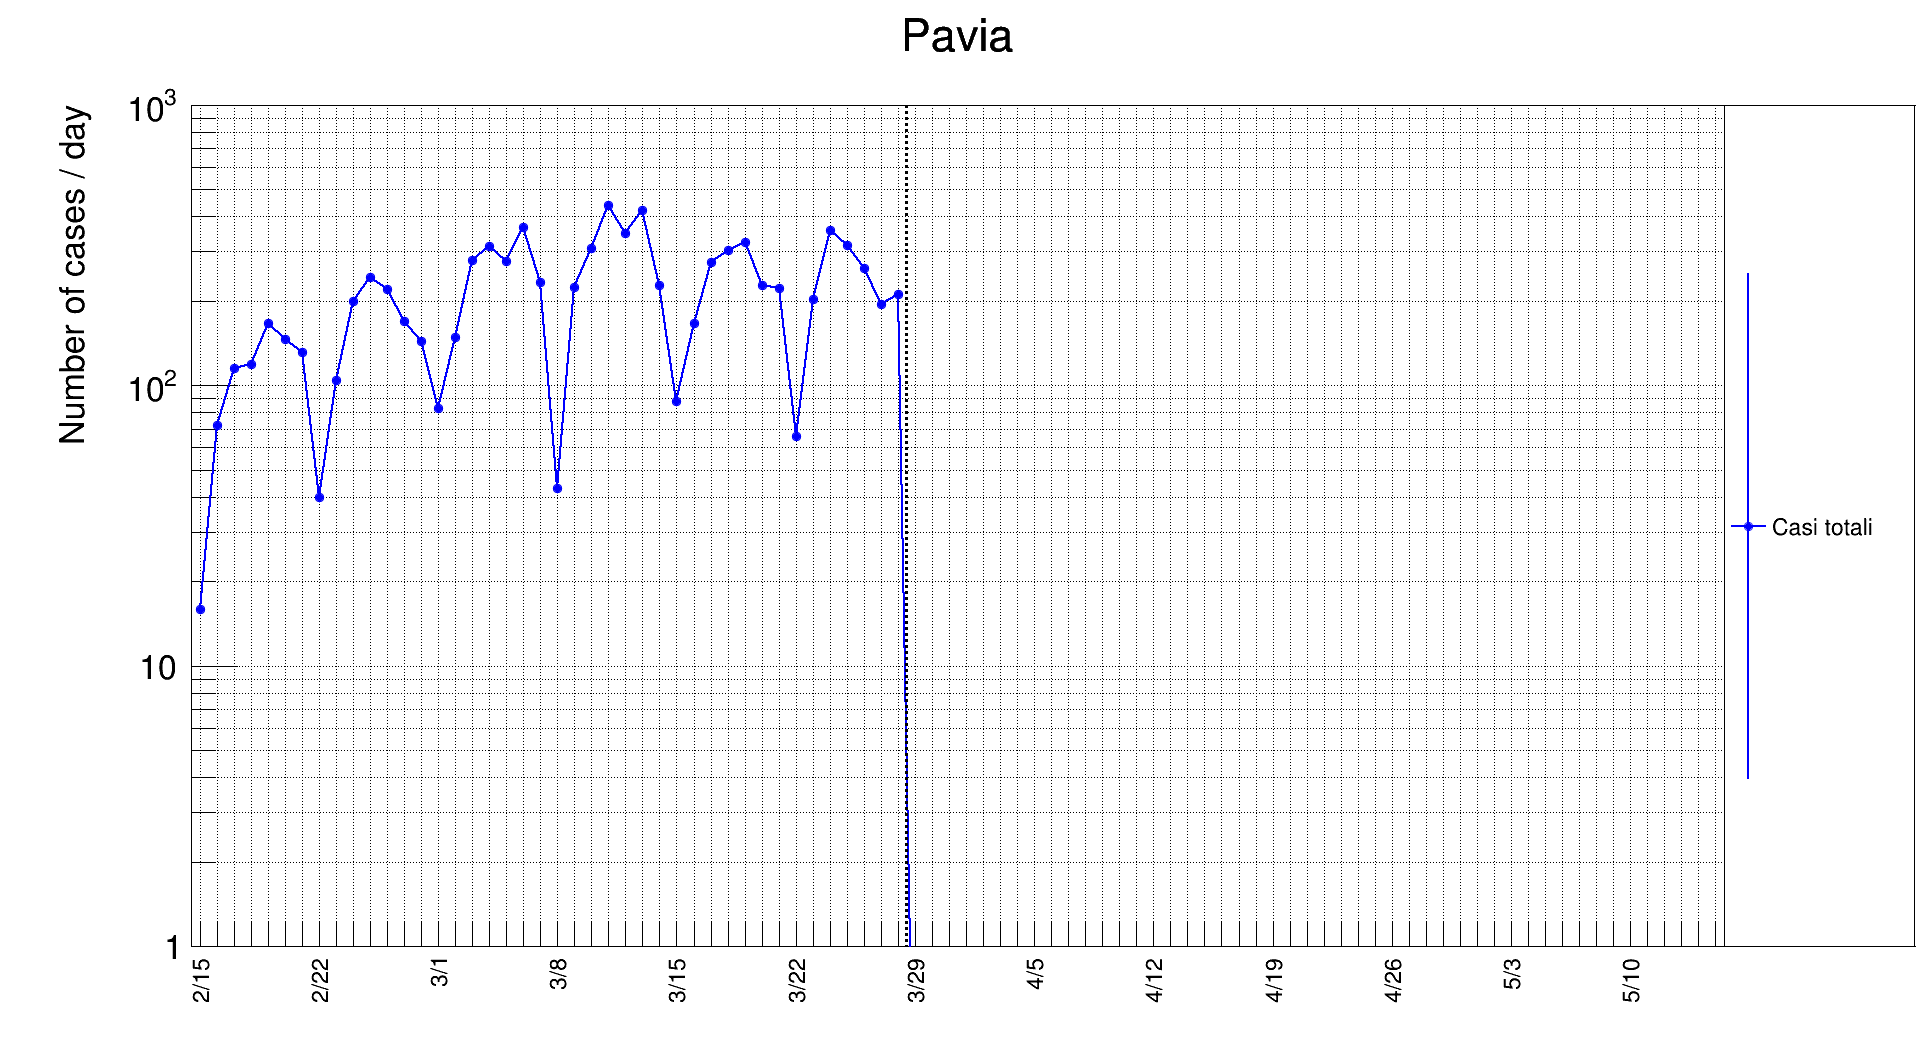 Pavia
Number of cases / day
10³
10²
10
1
2/15 2/22 3/1 3/8 3/15 3/22 3/29 4/5 4/12 4/19 4/26 5/3 5/10
Casi totali